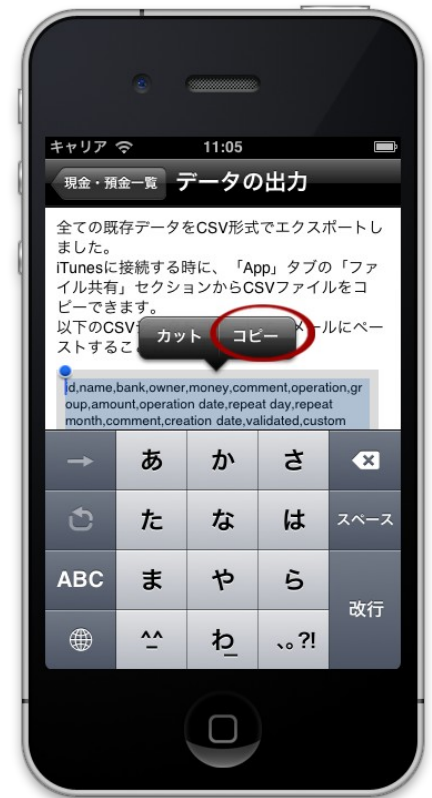 キャリア 11:05
現金・預金一覧 データの出力
全ての既存データをCSV形式でエクスポートし
ました。
iTunesに接続する時に、「App」タブの「ファ
イル共有」セクションからCSVファイルをコ
ピーできます。
以下のCSV ールにペー
ストするこ
カット コピー
id,name,bank,owner,money,comment,operation,gr
oup,amount,operation date,repeat day,repeat
month,comment,creation date,validated,custom
→ あ か さ
た な は スペース
ABC ま や ら 改行
^_^ わ_ 、。?!